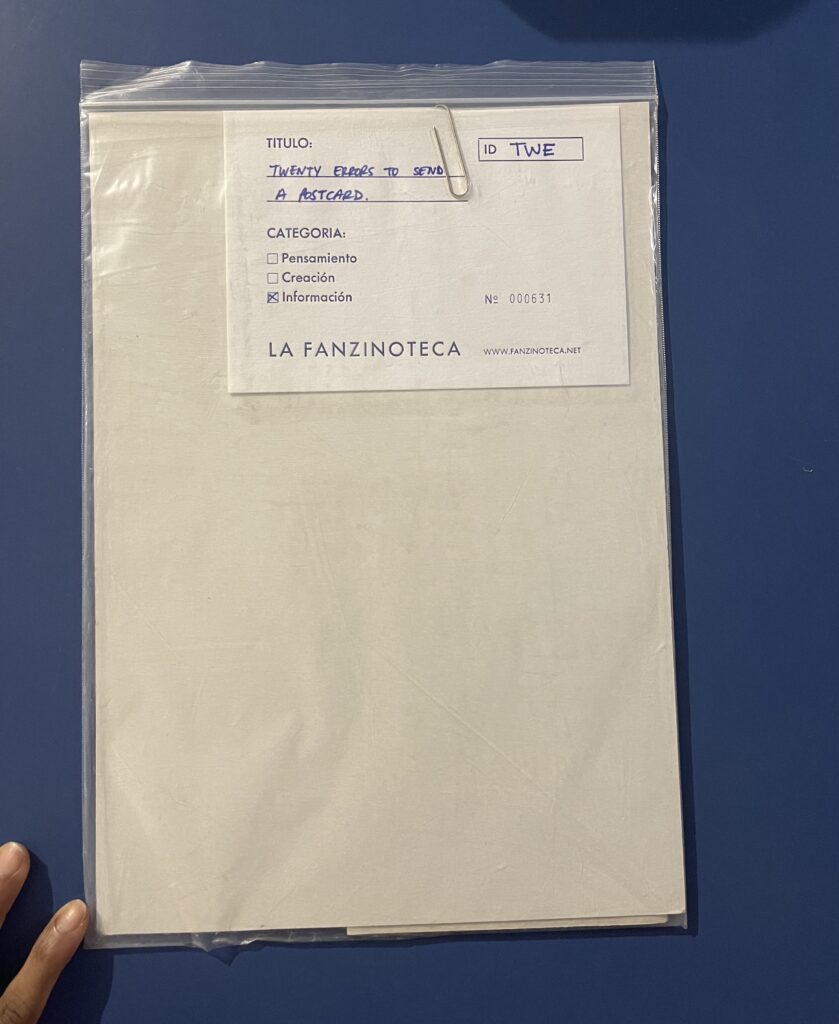 TITULO:
ID TWE
TWENTY ERRORS TO SEND
A POSTCARD.
CATEGORIA:
Pensamiento
Creación
Información
Nº 000631
LA FANZINOTECA
WWW.FANZINOTECA.NET